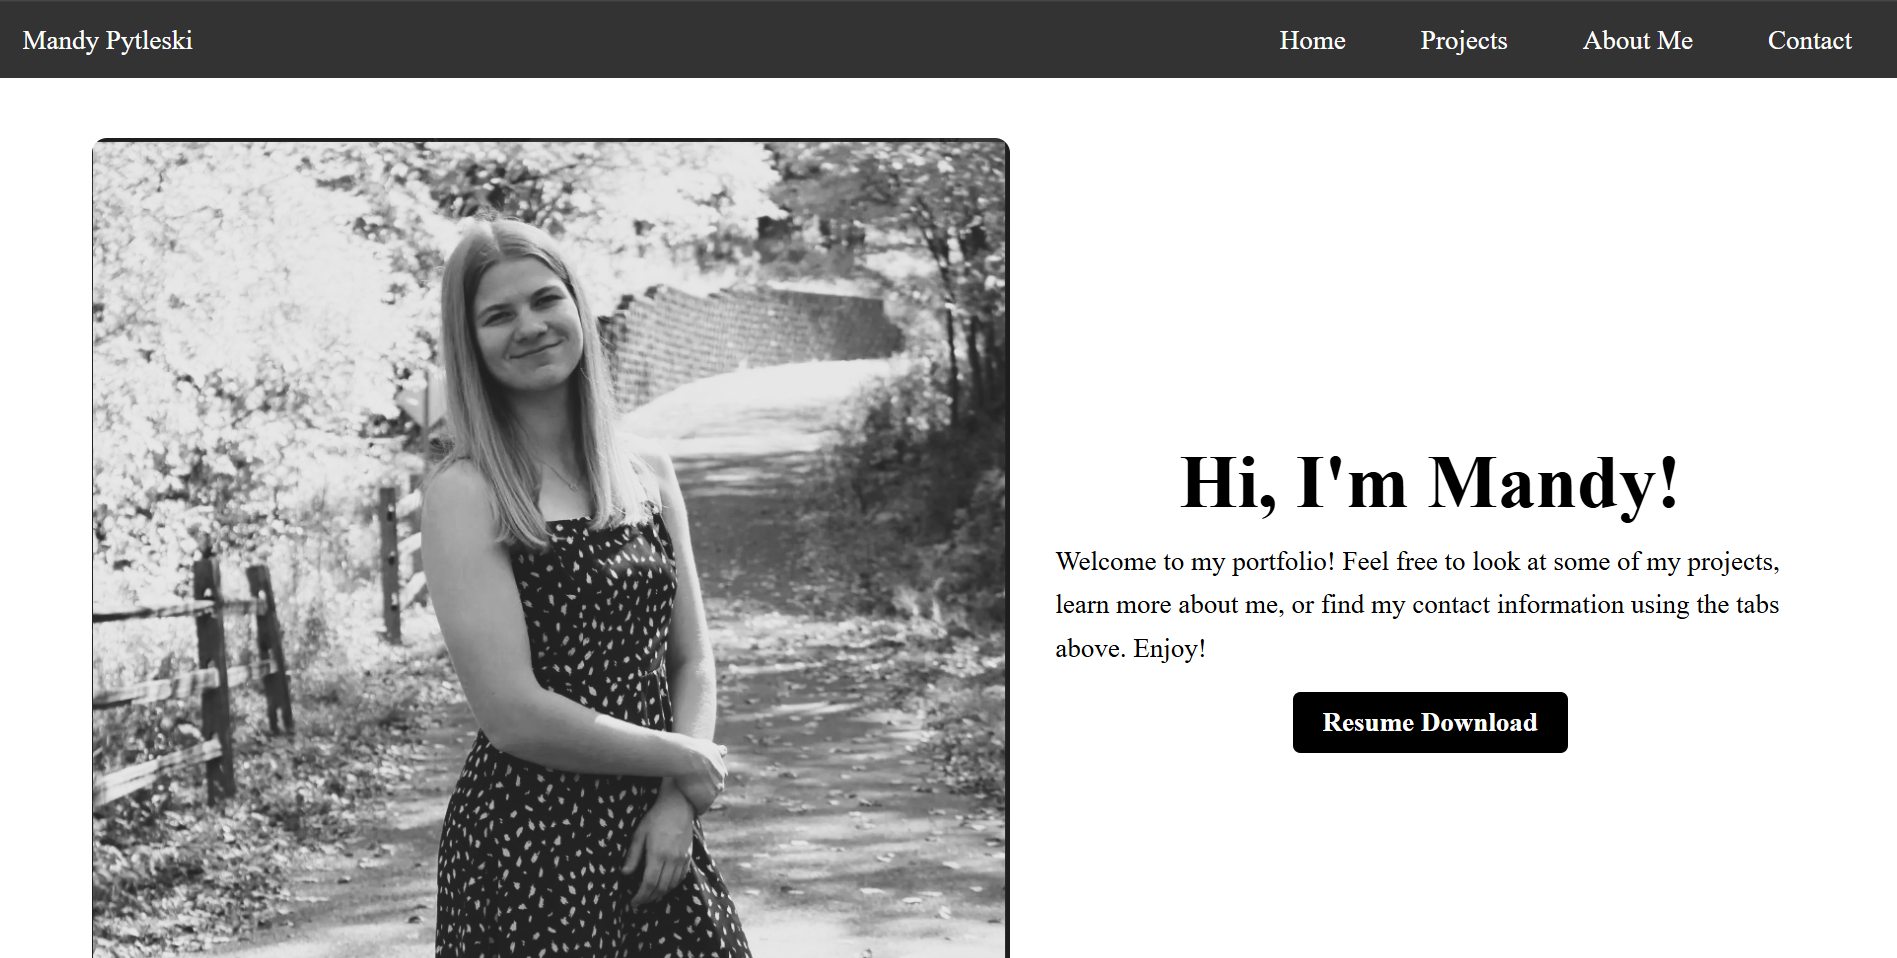 Mandy Pytleski
Home Projects About Me Contact
Hi, I'm Mandy!
Welcome to my portfolio! Feel free to look at some of my projects,
learn more about me, or find my contact information using the tabs
above. Enjoy!
Resume Download